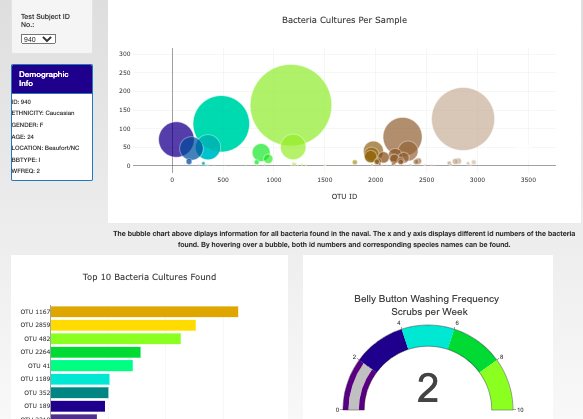 Test Subject ID
No.:
940
Demographic
Info
ID: 940
ETHNICITY: Caucasian
GENDER: F
AGE: 24
LOCATION: Beaufort/NC
BBTYPE: I
WFREQ: 2
Bacteria Cultures Per Sample
300
250
200
150
100
50
0
0 500 1000 1500 2000 2500 3000 3500
OTU ID
The bubble chart above diplays information for all bacteria found in the naval. The x and y axis displays different id numbers of the bacteria
found. By hovering over a bubble, both id numbers and corresponding species names can be found.
Top 10 Bacteria Cultures Found
OTU 1167
OTU 2859
OTU 482
OTU 2264
OTU 41
OTU 1189
OTU 352
OTU 189
Belly Button Washing Frequency
Scrubs per Week
0
2
4
6
8
10
2